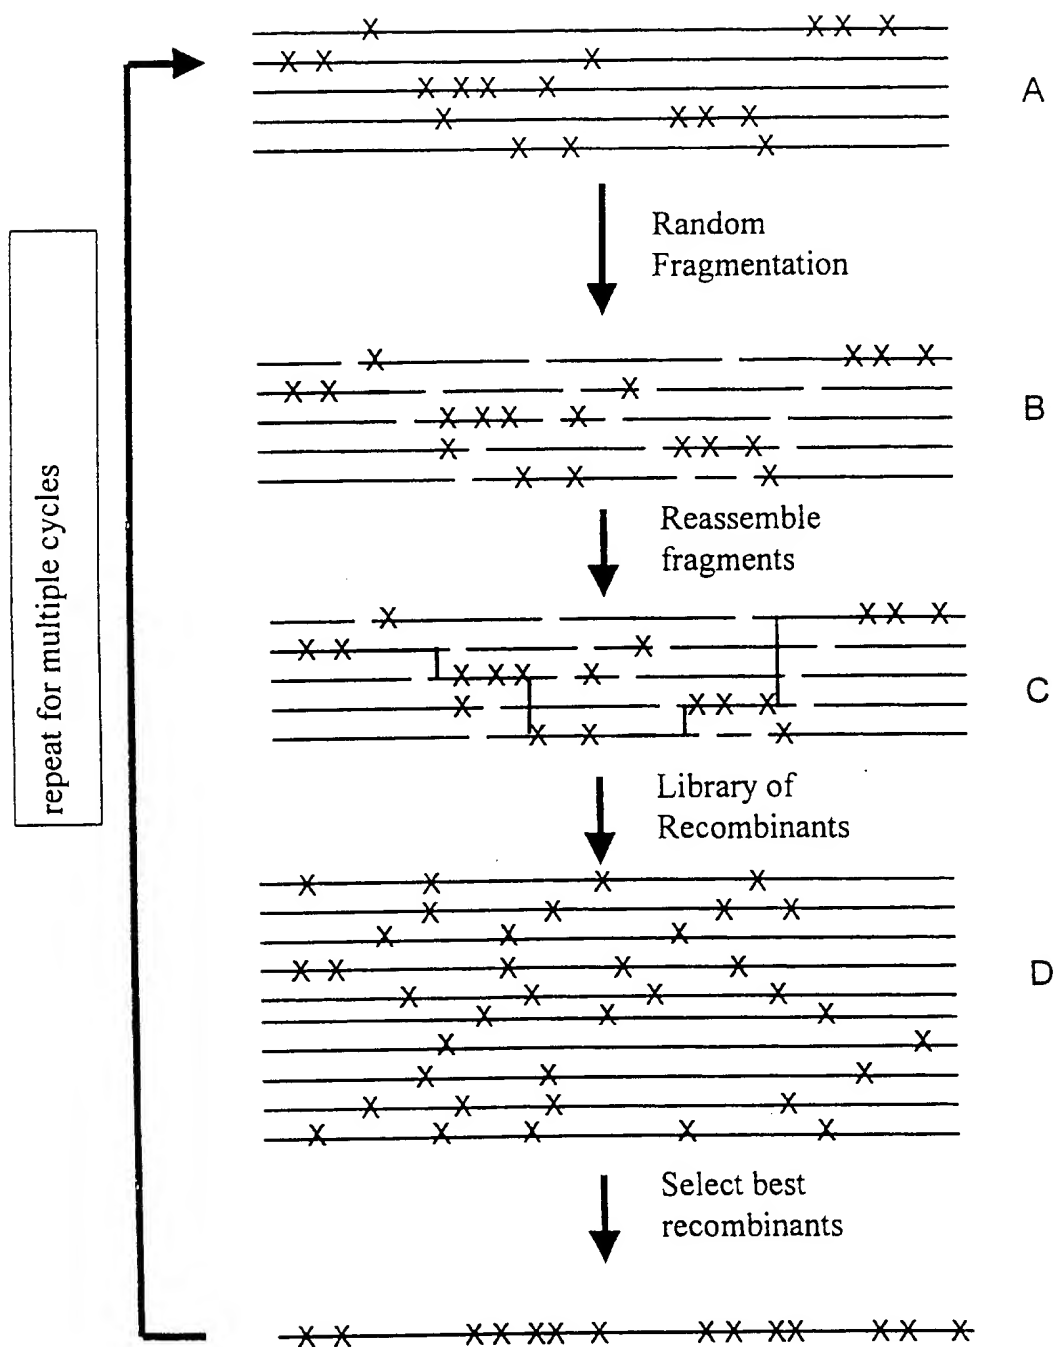 A
Random
Fragmentation
B
Reassemble
fragments
C
Library of
Recombinants
D
Select best
recombinants
repeat for multiple cycles